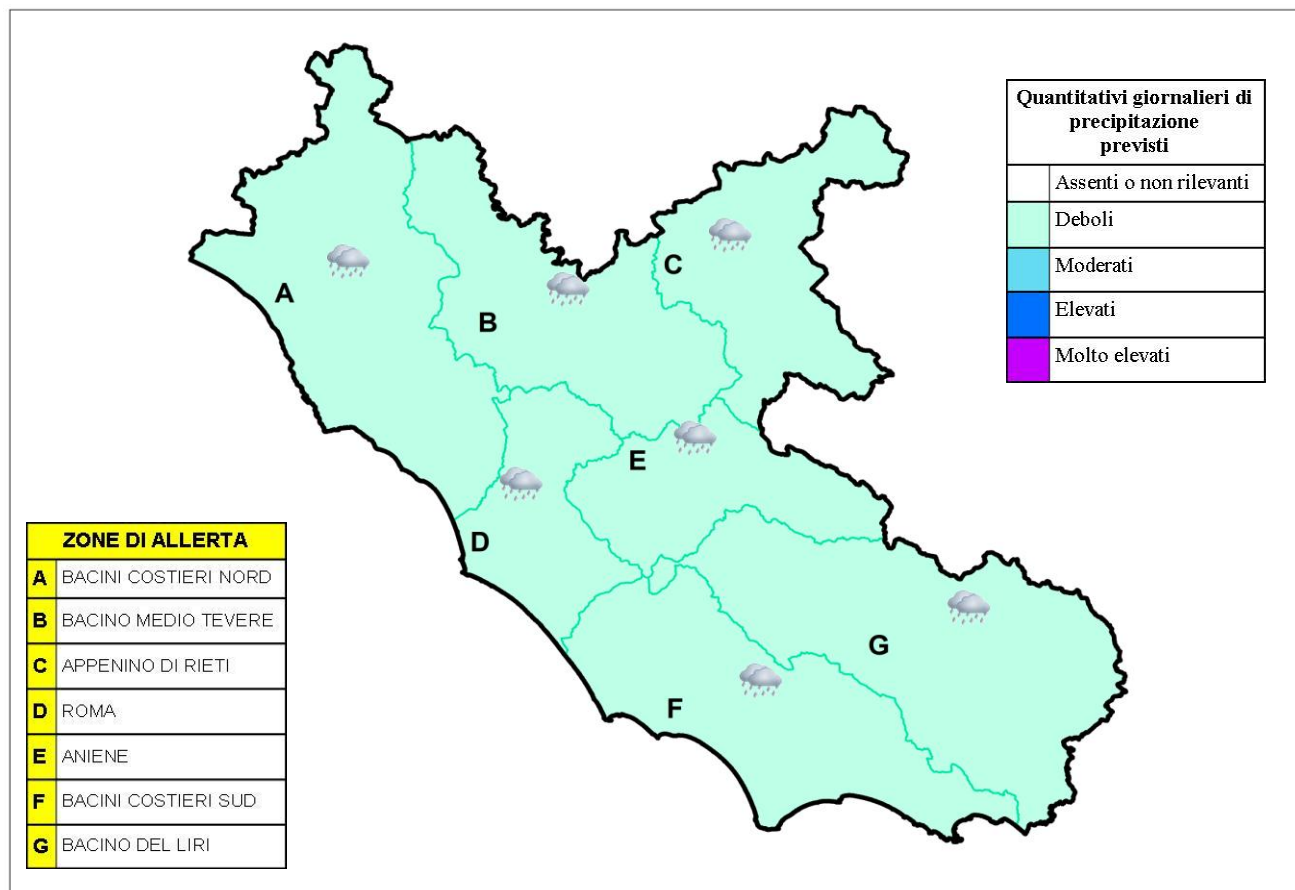 Quantitativi giornalieri di
precipitazione
previsti
Assenti o non rilevanti
Deboli
Moderati
Elevati
Molto elevati
A
B
C
D
E
F
G
ZONE DI ALLERTA
A BACINI COSTIERI NORD
B BACINO MEDIO TEVERE
C APPENINO DI RIETI
D ROMA
E ANIENE
F BACINI COSTIERI SUD
G BACINO DEL LIRI